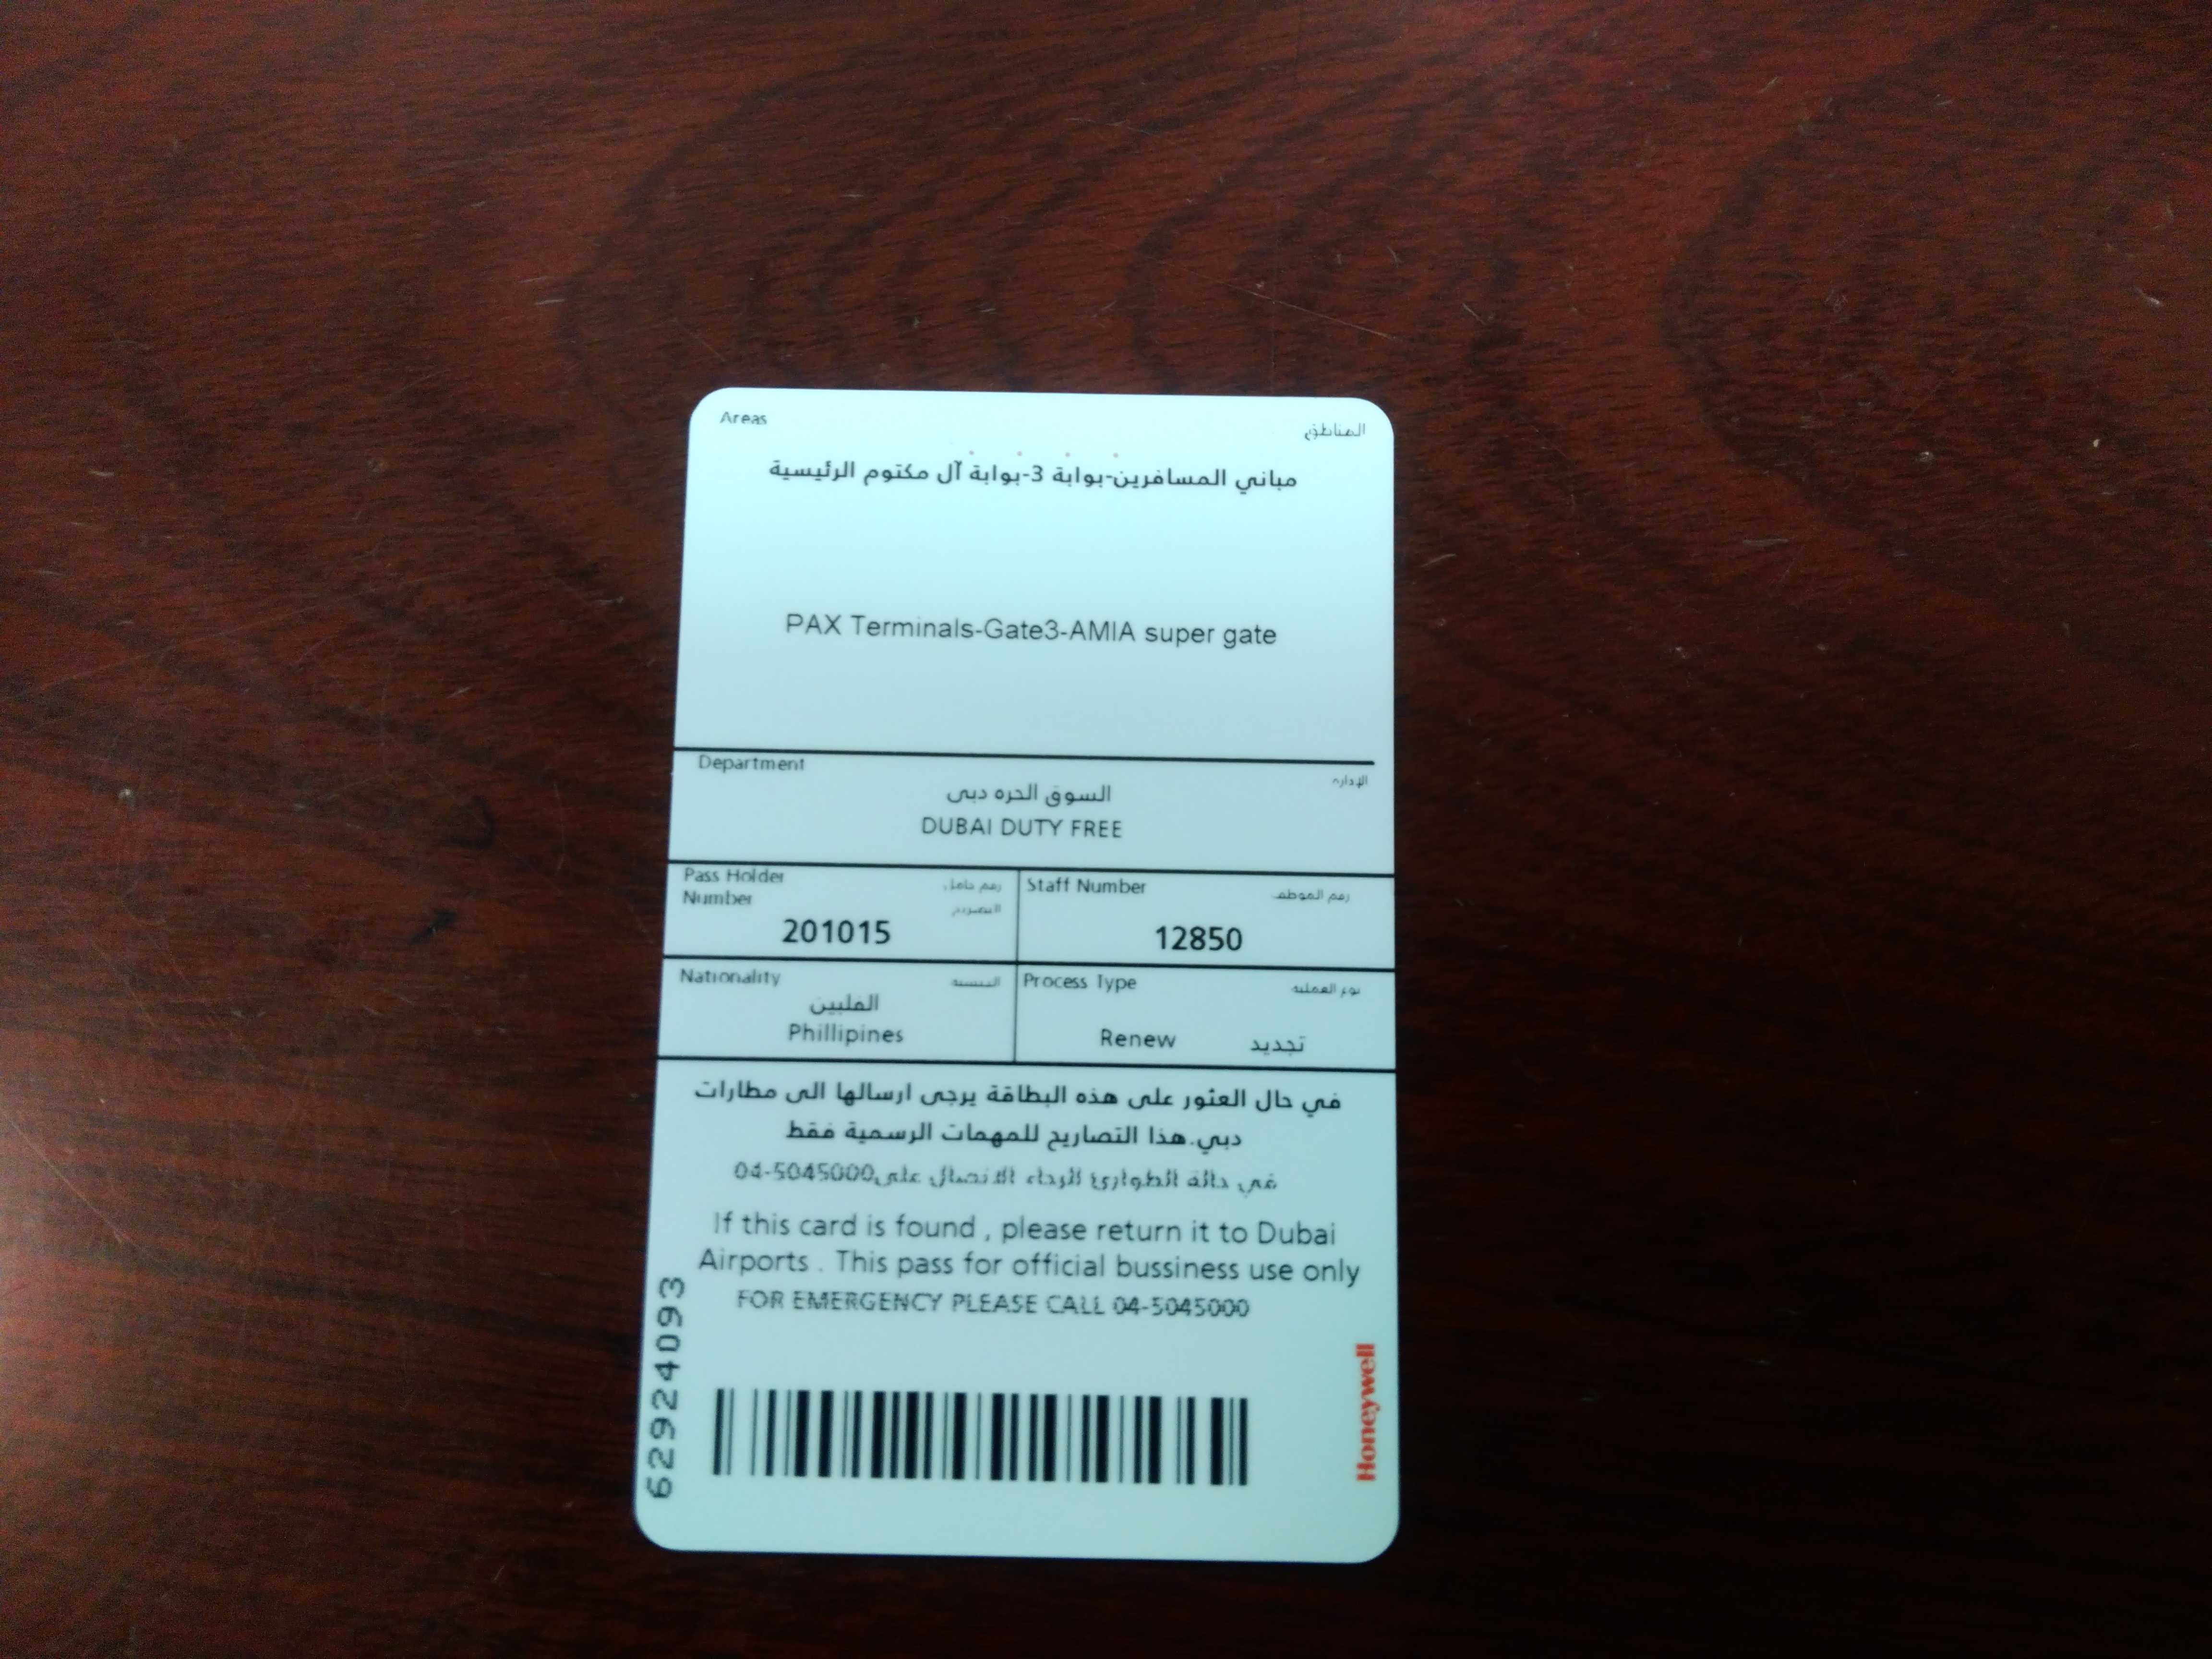 Areas المناطق
مباني المسافرين-بوابة 3-بوابة آل مكتوم الرئيسية
PAX Terminals-Gate3-AMIA super gate
Department الإدارة
السوق الحره دبى
DUBAI DUTY FREE
Pass Holder رقم حامل
Number التصريح
201015
Staff Number رقم الموظف
12850
Nationality الجنسية
الفلبين
Phillipines
Process Type نوع العملية
Renew تجديد
في حال العثور على هذه البطاقة يرجى ارسالها الى مطارات
دبي.هذا التصاريح للمهمات الرسمية فقط
في حالة الطوارئ الرجاء الاتصال على04-5045000
If this card is found , please return it to Dubai
Airports . This pass for official bussiness use only
FOR EMERGENCY PLEASE CALL 04-5045000
62924093
Honeywell